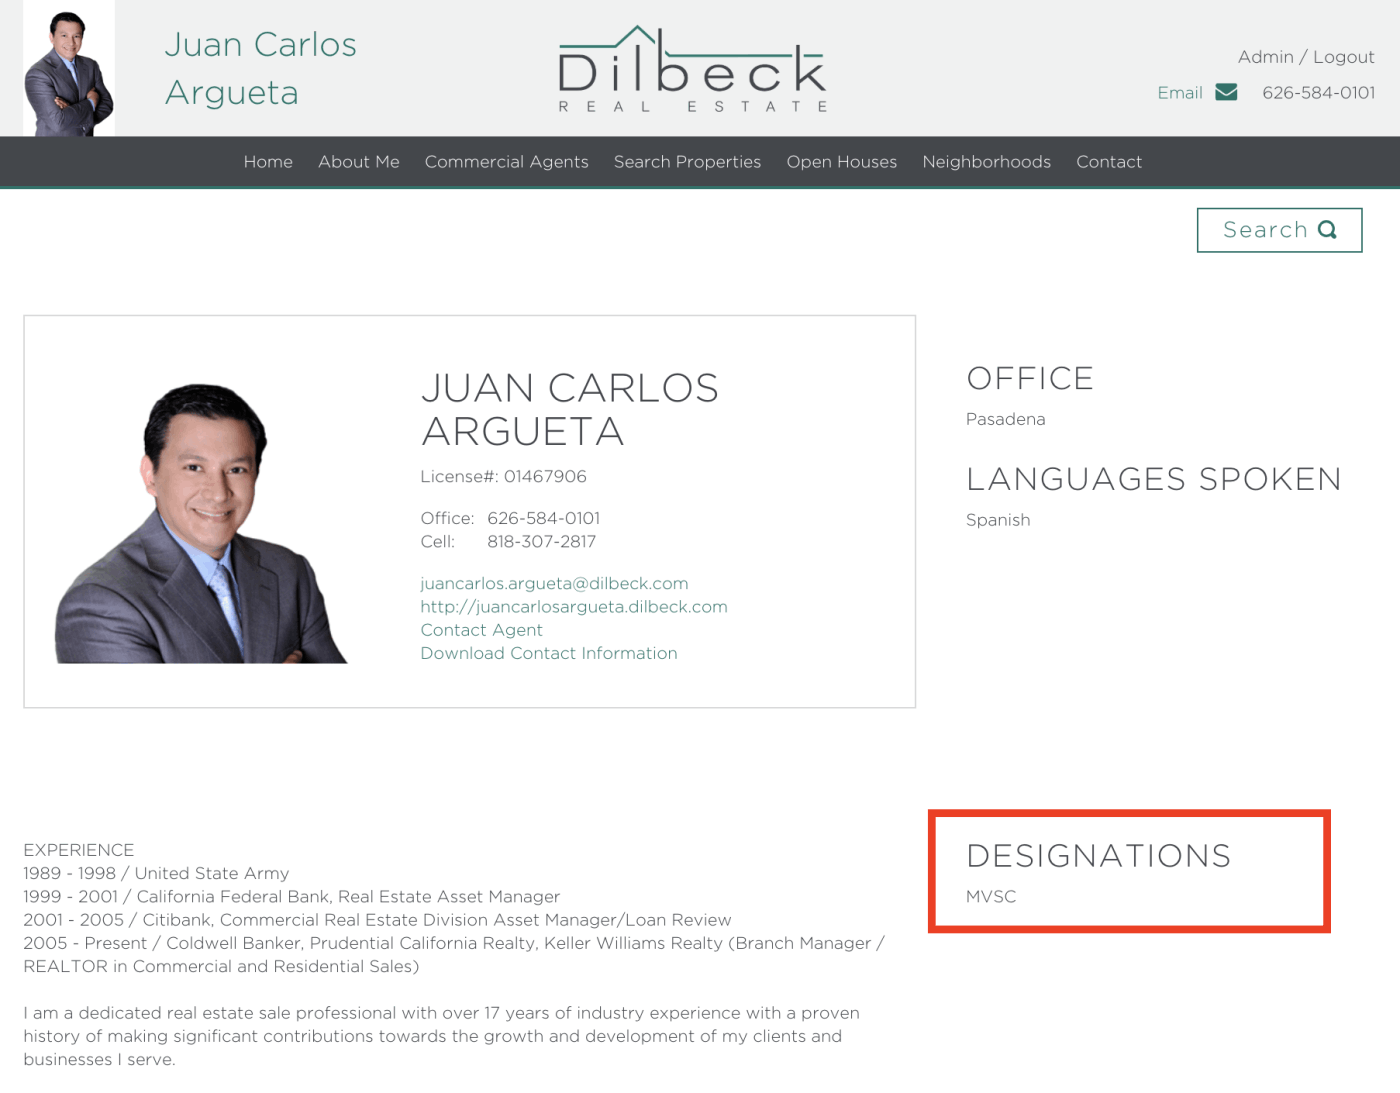 Juan Carlos
Argueta
Dilbeck
REAL ESTATE
Admin / Logout
Email 626-584-0101
Home About Me Commercial Agents Search Properties Open Houses Neighborhoods Contact
Search
JUAN CARLOS
ARGUETA
License#: 01467906
Office: 626-584-0101
Cell: 818-307-2817
juancarlos.argueta@dilbeck.com
http://juancarlosargueta.dilbeck.com
Contact Agent
Download Contact Information
OFFICE
Pasadena
LANGUAGES SPOKEN
Spanish
EXPERIENCE
1989 - 1998 / United State Army
1999 - 2001 / California Federal Bank, Real Estate Asset Manager
2001 - 2005 / Citibank, Commercial Real Estate Division Asset Manager/Loan Review
2005 - Present / Coldwell Banker, Prudential California Realty, Keller Williams Realty (Branch Manager /
REALTOR in Commercial and Residential Sales)
I am a dedicated real estate sale professional with over 17 years of industry experience with a proven
history of making significant contributions towards the growth and development of my clients and
businesses I serve.
DESIGNATIONS
MVSC